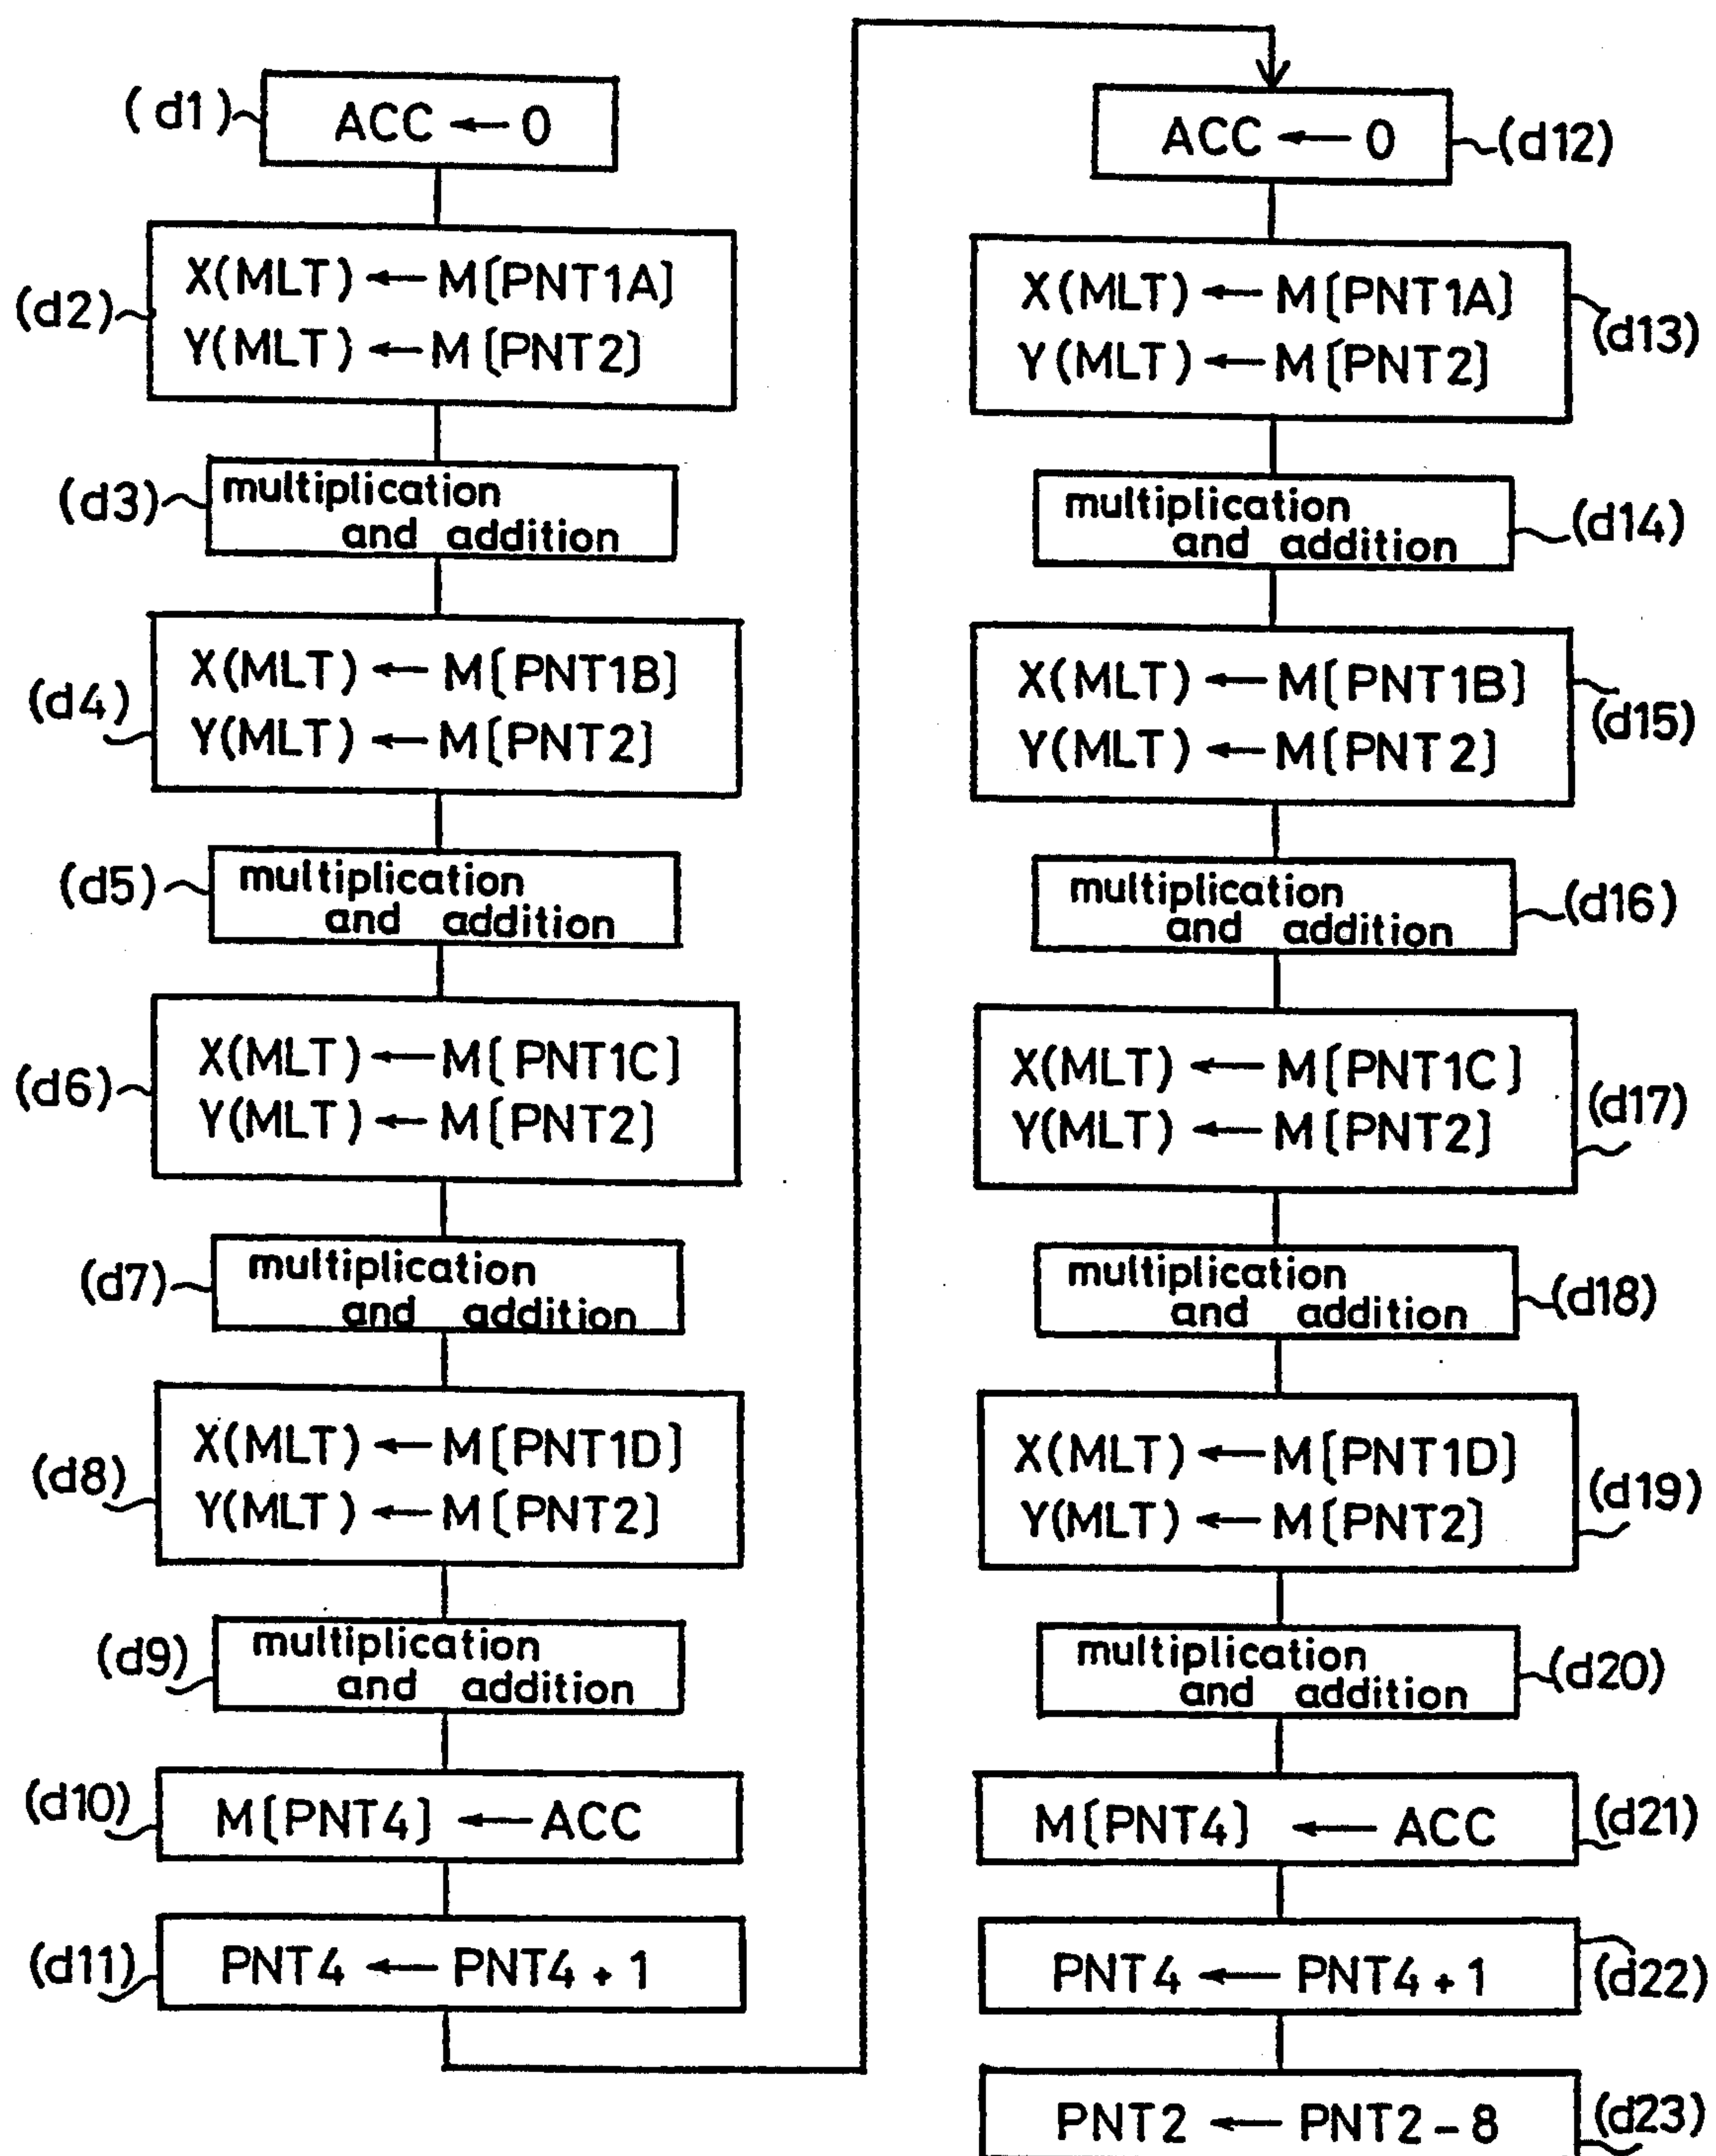 (d1)
ACC ← 0
(d2)
X(MLT) ← M[PNT1A]
Y(MLT) ← M[PNT2]
(d3)
multiplication
and addition
(d4)
X(MLT) ← M[PNT1B]
Y(MLT) ← M[PNT2]
(d5)
multiplication
and addition
(d6)
X(MLT) ← M[PNT1C]
Y(MLT) ← M[PNT2]
(d7)
multiplication
and addition
(d8)
X(MLT) ← M[PNT1D]
Y(MLT) ← M[PNT2]
(d9)
multiplication
and addition
(d10)
M[PNT4] ← ACC
(d11)
PNT4 ← PNT4 + 1
ACC ← 0
(d12)
X(MLT) ← M[PNT1A]
Y(MLT) ← M[PNT2]
(d13)
multiplication
and addition
(d14)
X(MLT) ← M[PNT1B]
Y(MLT) ← M[PNT2]
(d15)
multiplication
and addition
(d16)
X(MLT) ← M[PNT1C]
Y(MLT) ← M[PNT2]
(d17)
multiplication
and addition
(d18)
X(MLT) ← M[PNT1D]
Y(MLT) ← M[PNT2]
(d19)
multiplication
and addition
(d20)
M[PNT4] ← ACC
(d21)
PNT4 ← PNT4 + 1
(d22)
PNT2 ← PNT2 - 8
(d23)